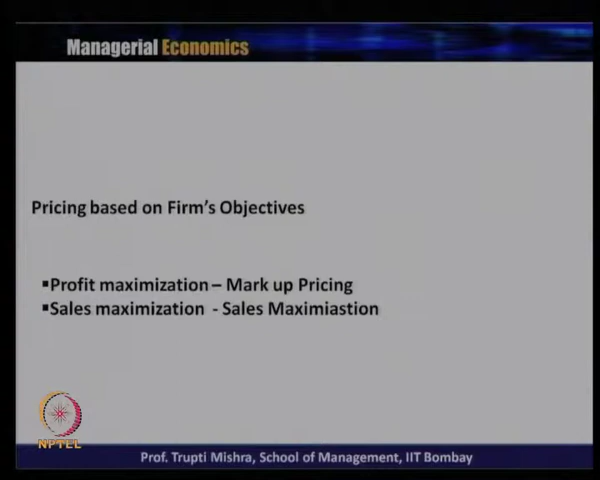 Managerial Economics
Pricing based on Firm's Objectives
▪Profit maximization – Mark up Pricing
▪Sales maximization - Sales Maximiastion
NPTEL
Prof. Trupti Mishra, School of Management, IIT Bombay